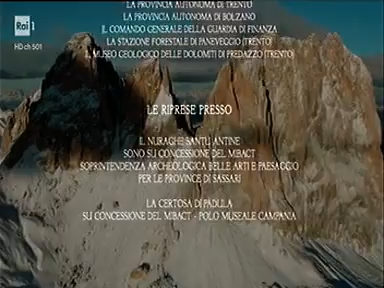 LA PROVINCIA AUTONOMA DI TRENTO
LA PROVINCIA AUTONOMA DI BOLZANO
IL COMANDO GENERALE DELLA GUARDIA DI FINANZA
LA STAZIONE FORESTALE DI PANEVEGGIO (TRENTO)
IL MUSEO GEOLOGICO DELLE DOLOMITI DI PREDAZZO (TRENTO)
Rai 1
HD ch 501
LE RIPRESE PRESSO
IL NURAGHE SANTU ANTINE
SONO SU CONCESSIONE DEL MIBACT
SOPRINTENDENZA ARCHEOLOGICA BELLE ARTI E PAESAGGIO
PER LE PROVINCE DI SASSARI
LA CERTOSA DI PADULA
SU CONCESSIONE DEL MIBACT - POLO MUSEALE CAMPANIA